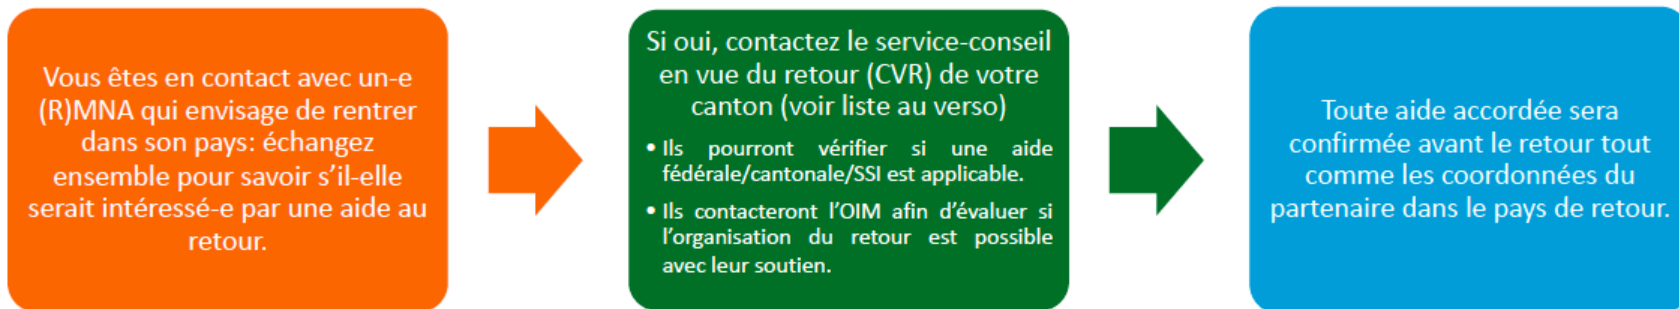 Vous êtes en contact avec un-e
(R)MNA qui envisage de rentrer
dans son pays: échangez
ensemble pour savoir s’il-elle
serait intéressé-e par une aide au
retour.
Si oui, contactez le service-conseil
en vue du retour (CVR) de votre
canton (voir liste au verso)
• Ils pourront vérifier si une aide
fédérale/cantonale/SSI est applicable.
• Ils contacteront l’OIM afin d’évaluer si
l’organisation du retour est possible
avec leur soutien.
Toute aide accordée sera
confirmée avant le retour tout
comme les coordonnées du
partenaire dans le pays de retour.